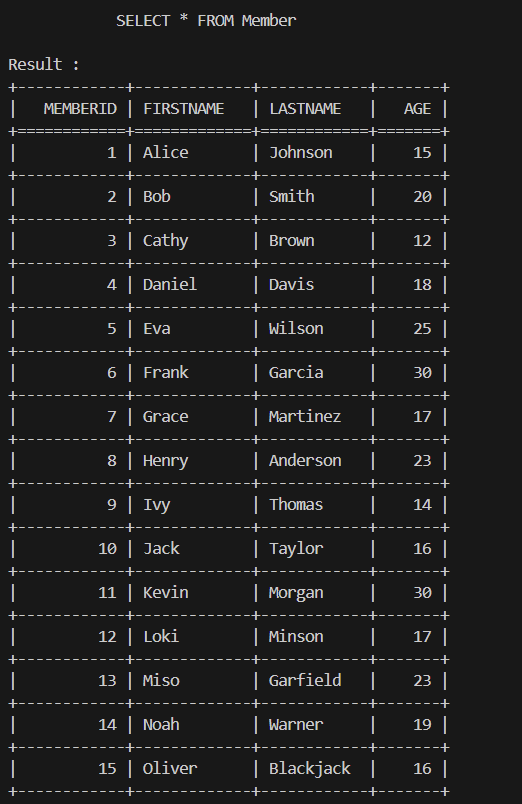 SELECT * FROM Member
Result :
+------------+------------+------------+-------+
|   MEMBERID | FIRSTNAME  | LASTNAME   |   AGE |
+============+============+============+=======+
|          1 | Alice      | Johnson    |    15 |
+------------+------------+------------+-------+
|          2 | Bob        | Smith      |    20 |
+------------+------------+------------+-------+
|          3 | Cathy      | Brown      |    12 |
+------------+------------+------------+-------+
|          4 | Daniel     | Davis      |    18 |
+------------+------------+------------+-------+
|          5 | Eva        | Wilson     |    25 |
+------------+------------+------------+-------+
|          6 | Frank      | Garcia     |    30 |
+------------+------------+------------+-------+
|          7 | Grace      | Martinez   |    17 |
+------------+------------+------------+-------+
|          8 | Henry      | Anderson   |    23 |
+------------+------------+------------+-------+
|          9 | Ivy        | Thomas     |    14 |
+------------+------------+------------+-------+
|         10 | Jack       | Taylor     |    16 |
+------------+------------+------------+-------+
|         11 | Kevin      | Morgan     |    30 |
+------------+------------+------------+-------+
|         12 | Loki       | Minson     |    17 |
+------------+------------+------------+-------+
|         13 | Miso       | Garfield   |    23 |
+------------+------------+------------+-------+
|         14 | Noah       | Warner     |    19 |
+------------+------------+------------+-------+
|         15 | Oliver     | Blackjack  |    16 |
+------------+------------+------------+-------+